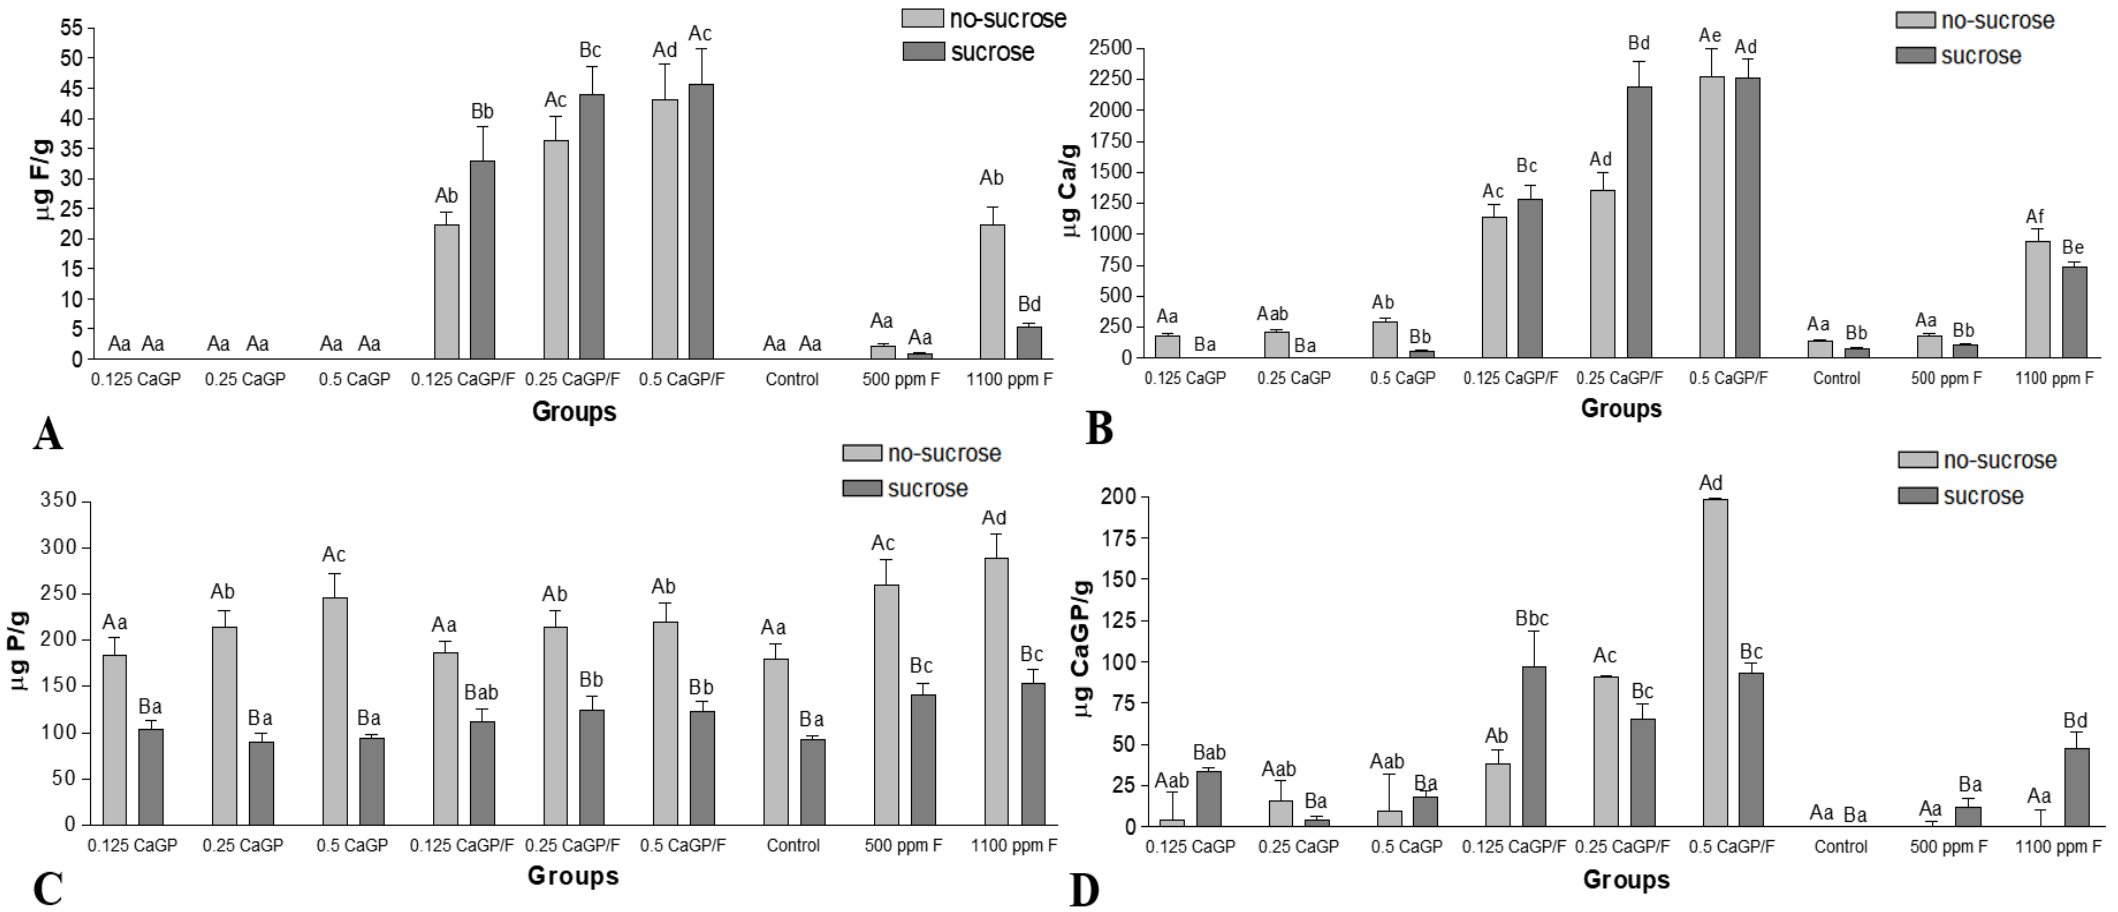 no-sucrose
sucrose
55
50
45
40
35
30
25
20
15
10
5
0
µg F/g
Aa Aa Aa Aa Aa Aa Ab Bb Ac Bc Ad Ac Aa Aa Aa Aa Ab Bd
0.125 CaGP 0.25 CaGP 0.5 CaGP 0.125 CaGP/F 0.25 CaGP/F 0.5 CaGP/F Control 500 ppm F 1100 ppm F
Groups
A
no-sucrose
sucrose
2500
2250
2000
1750
1500
1250
1000
750
500
250
0
µg Ca/g
Aa Ba Aab Ba Ab Bb Ac Bc Ad Bd Ae Ad Aa Bb Aa Bb Af Be
0.125 CaGP 0.25 CaGP 0.5 CaGP 0.125 CaGP/F 0.25 CaGP/F 0.5 CaGP/F Control 500 ppm F 1100 ppm F
Groups
B
no-sucrose
sucrose
350
300
250
200
150
100
50
0
µg P/g
Aa Ba Ab Ba Ac Ba Aa Bab Ab Bb Ab Bb Aa Ba Ac Bc Ad Bc
0.125 CaGP 0.25 CaGP 0.5 CaGP 0.125 CaGP/F 0.25 CaGP/F 0.5 CaGP/F Control 500 ppm F 1100 ppm F
Groups
C
no-sucrose
sucrose
200
175
150
125
100
75
50
25
0
µg CaGP/g
Aab Bab Aab Ba Aab Ba Ab Bbc Ac Bc Ad Bc Aa Ba Aa Ba Aa Bd
0.125 CaGP 0.25 CaGP 0.5 CaGP 0.125 CaGP/F 0.25 CaGP/F 0.5 CaGP/F Control 500 ppm F 1100 ppm F
Groups
D